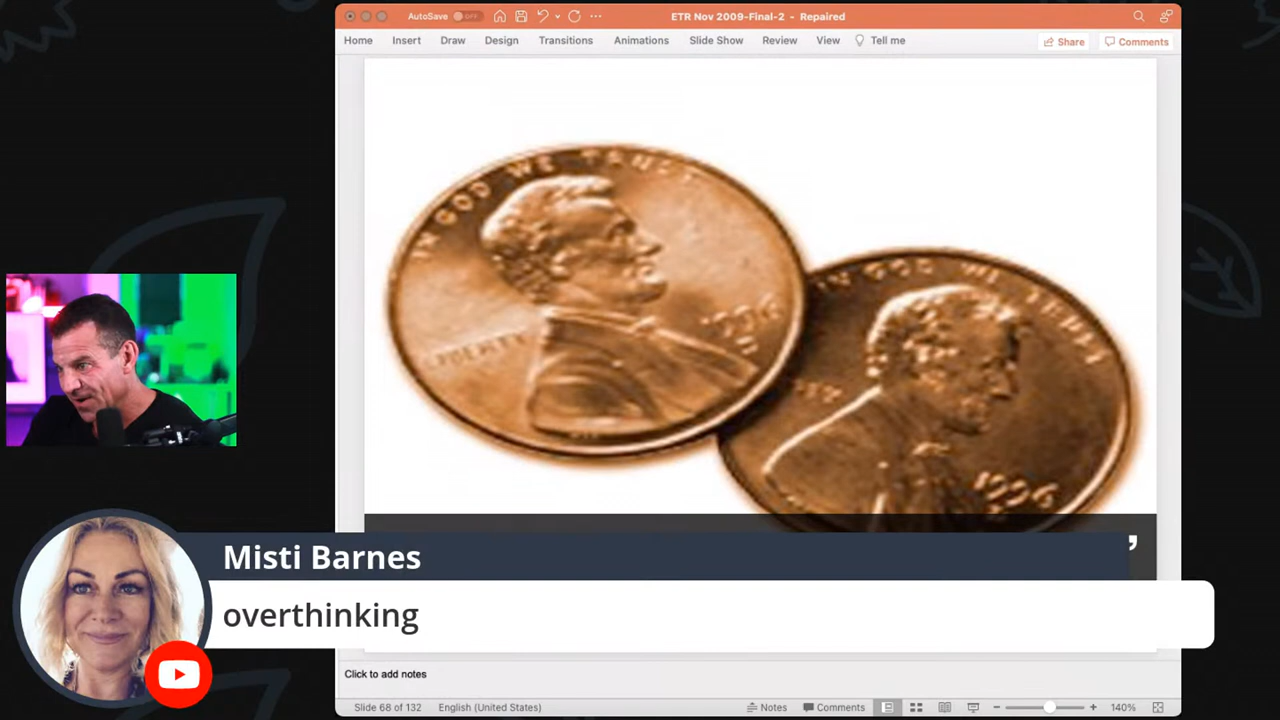 AutoSave OFF
ETR Nov 2009-Final-2 - Repaired
Home Insert Draw Design Transitions Animations Slide Show Review View Tell me
Share Comments
IN GOD WE TRUST
LIBERTY
1996
D
IN GOD WE TRUST
1996
Misti Barnes
overthinking
Click to add notes
Slide 68 of 132 English (United States) Notes Comments 140%